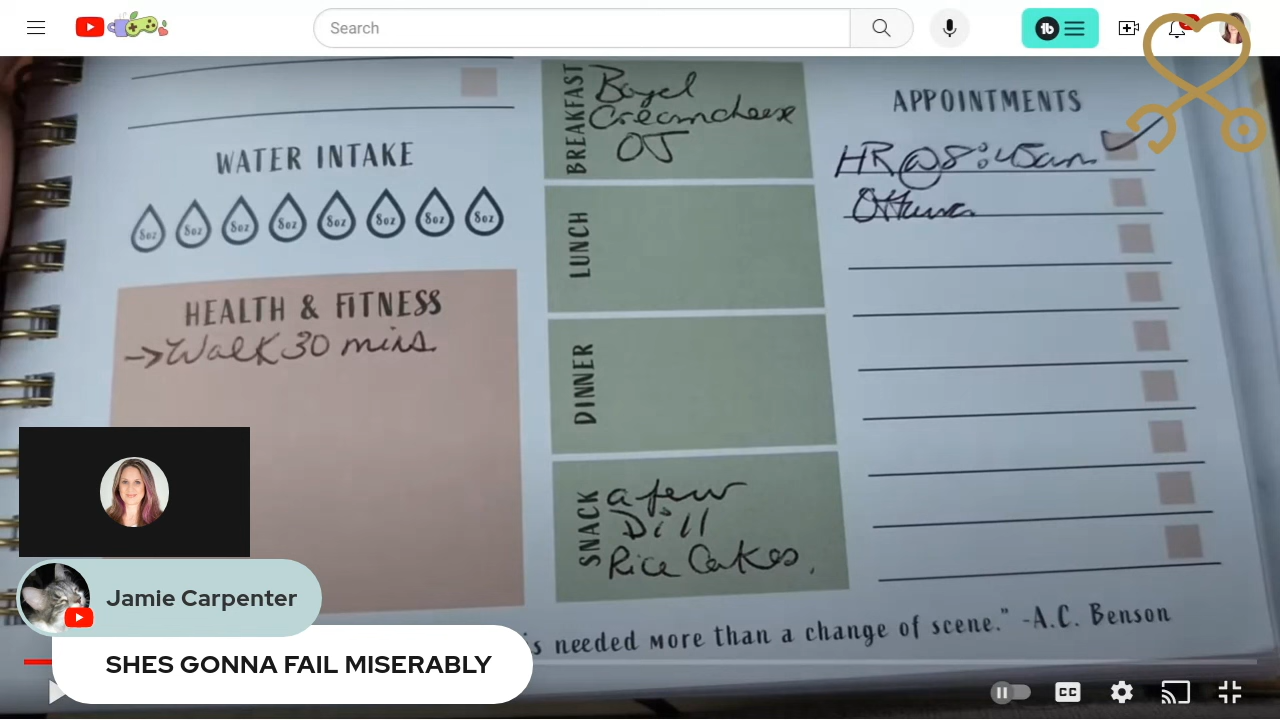 Search
WATER INTAKE
8oz 8oz 8oz 8oz 8oz 8oz 8oz 8oz
HEALTH & FITNESS
→Walk 30 mins.
BREAKFAST
Bagel
Creamcheese
OJ
LUNCH
DINNER
SNACK
a few
Dill
Rice Cakes.
APPOINTMENTS
HR @ 8:45am
Ottawa
is needed more than a change of scene." -A.C. Benson
Jamie Carpenter
SHES GONNA FAIL MISERABLY
CC